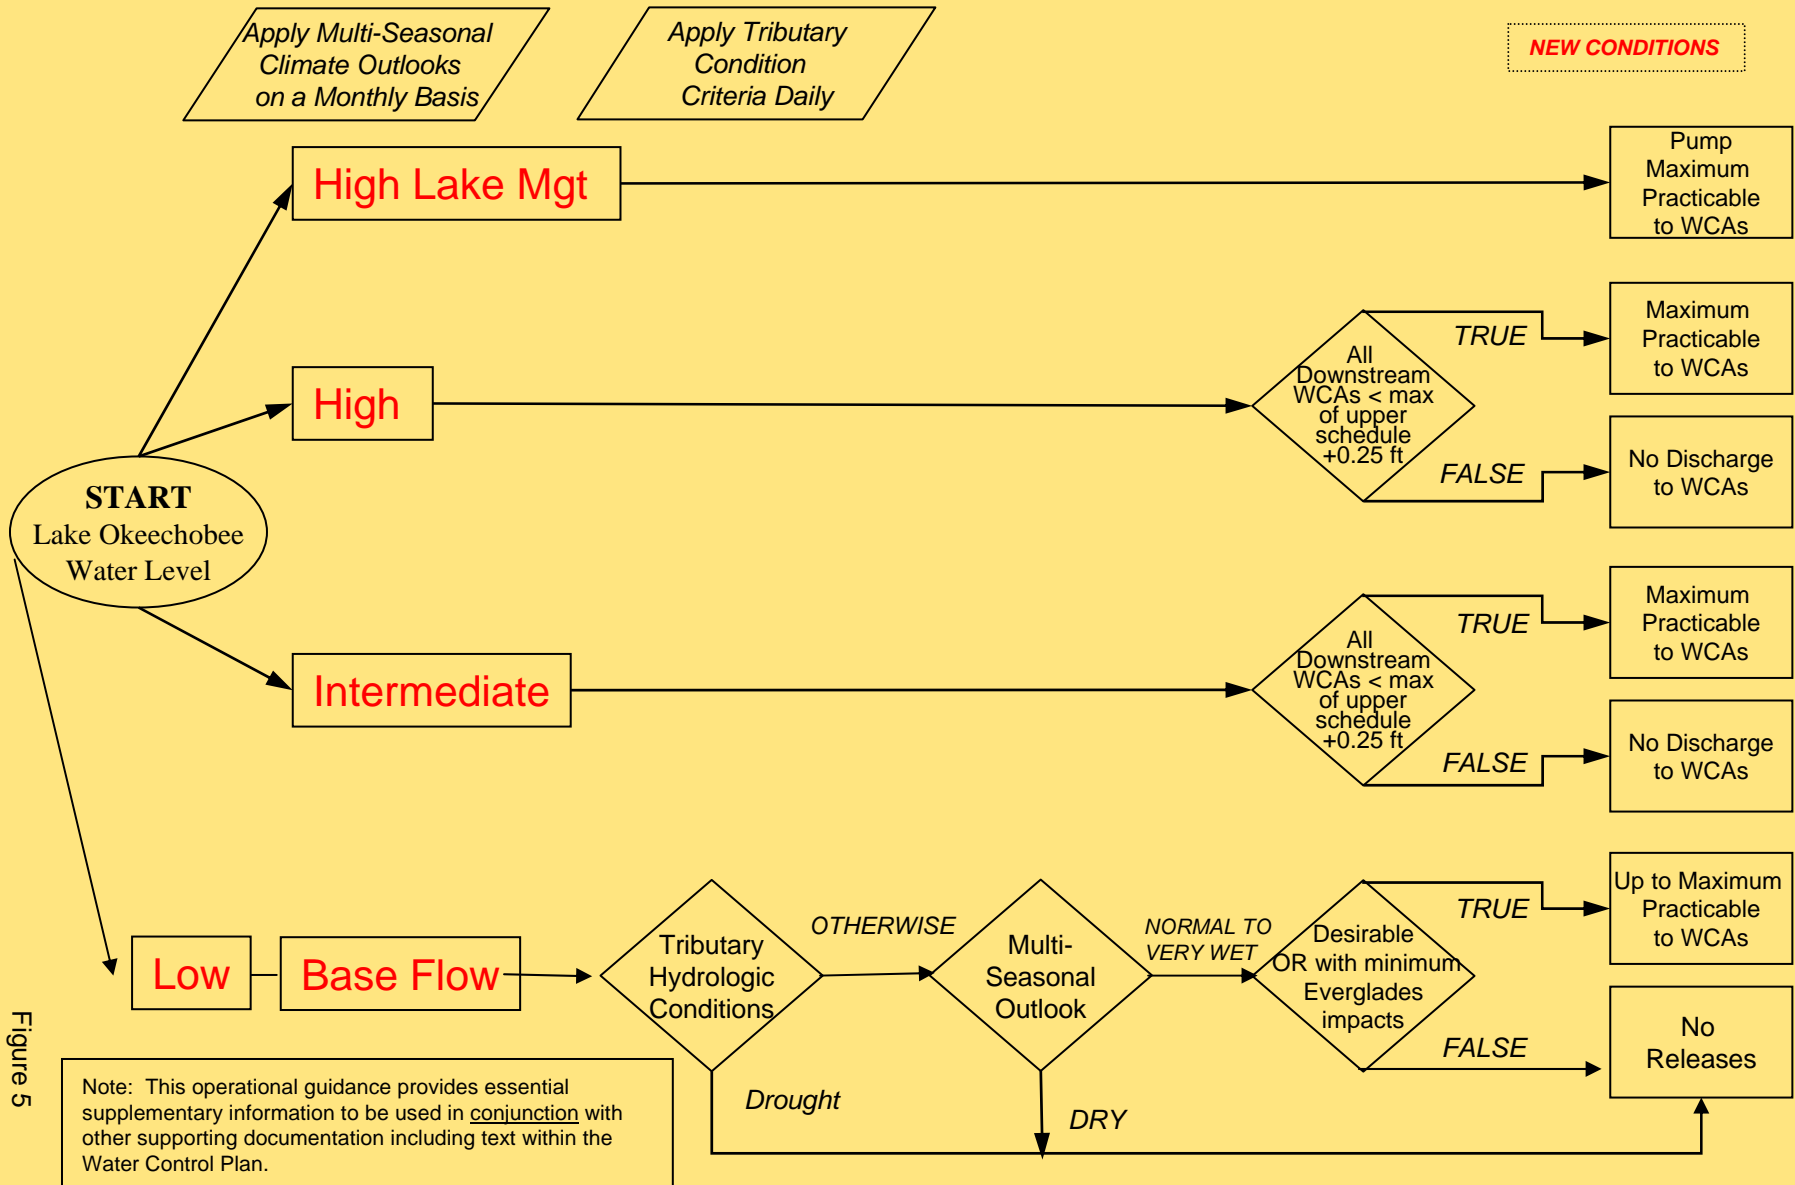 Apply Multi-Seasonal
Climate Outlooks
on a Monthly Basis
Apply Tributary
Condition
Criteria Daily
NEW CONDITIONS
High Lake Mgt
Pump
Maximum
Practicable
to WCAs
High
All
Downstream
WCAs < max
of upper
schedule
+0.25 ft
TRUE
Maximum
Practicable
to WCAs
FALSE
No Discharge
to WCAs
START
Lake Okeechobee
Water Level
Intermediate
All
Downstream
WCAs < max
of upper
schedule
+0.25 ft
TRUE
Maximum
Practicable
to WCAs
FALSE
No Discharge
to WCAs
Low
Base Flow
Tributary
Hydrologic
Conditions
OTHERWISE
Multi-
Seasonal
Outlook
NORMAL TO
VERY WET
Desirable
OR with minimum
Everglades
impacts
TRUE
Up to Maximum
Practicable
to WCAs
FALSE
No
Releases
Drought
DRY
Figure 5
Note: This operational guidance provides essential
supplementary information to be used in conjunction with
other supporting documentation including text within the
Water Control Plan.